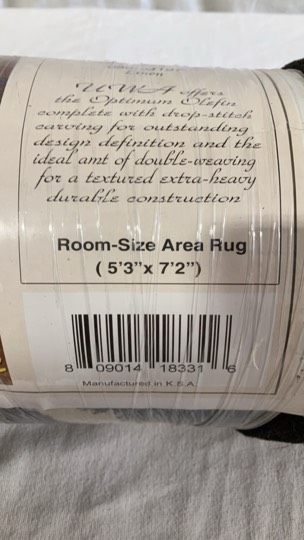 Linen
UWA offers
the Optimum Olefin
complete with drop-stitch
carving for outstanding
design definition and the
ideal amt of double-weaving
for a textured extra-heavy
durable construction
Room-Size Area Rug
( 5'3"x 7'2")
8 09014 18331 6
Manufactured in K.S.A.